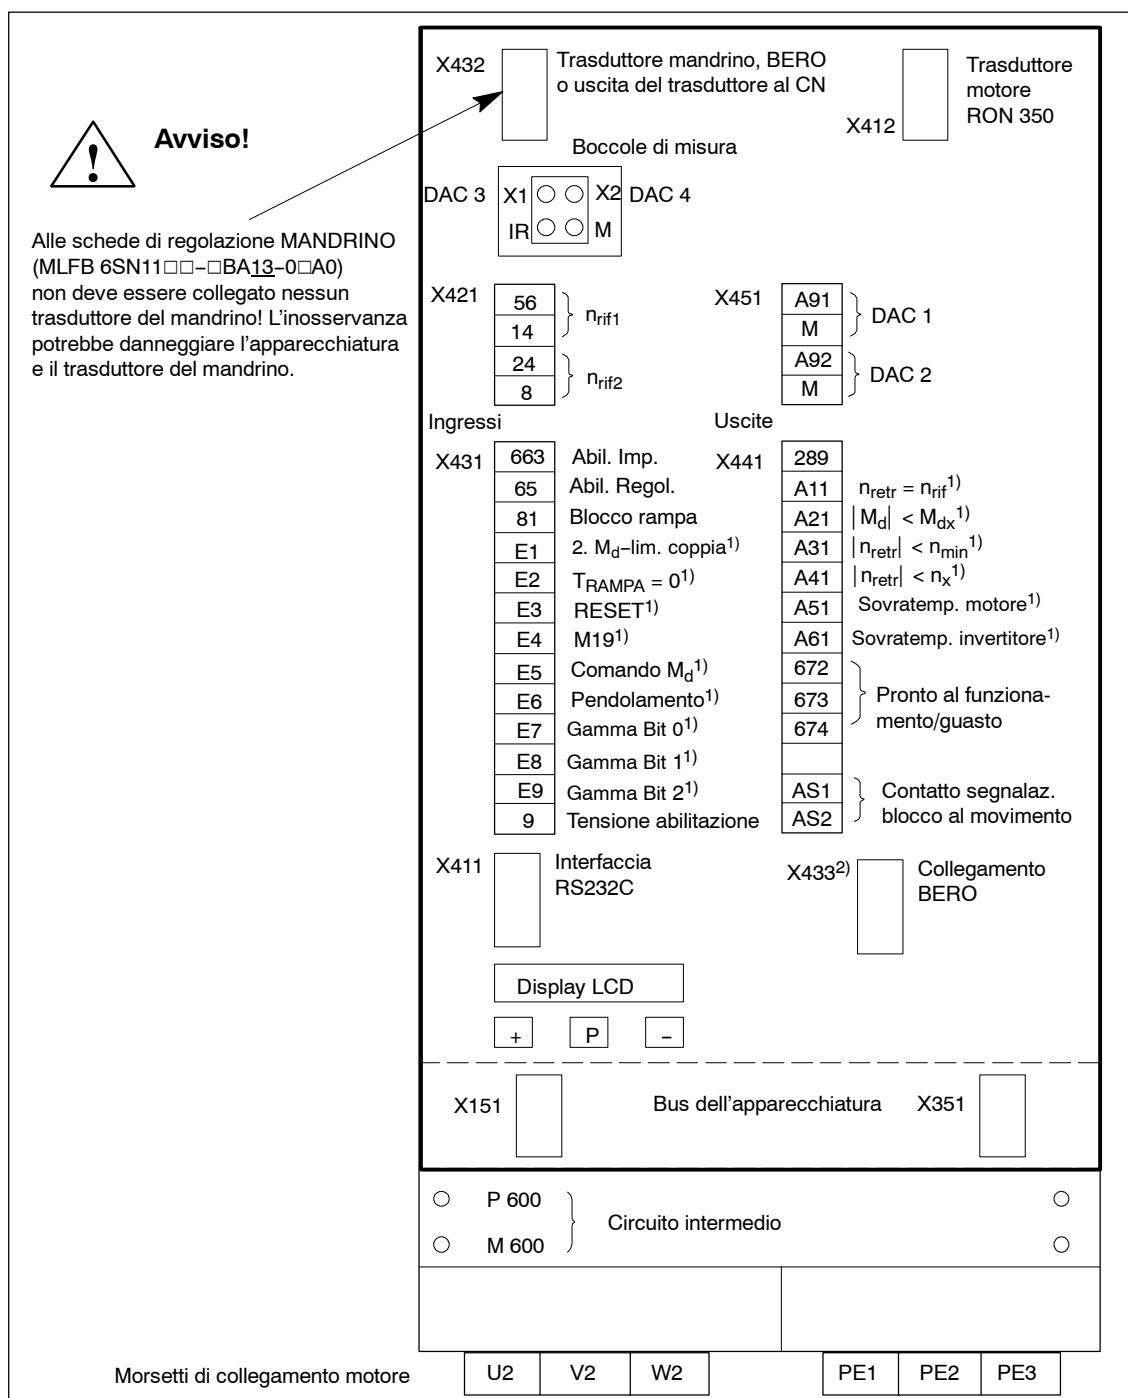 X432
Trasduttore mandrino, BERO
o uscita del trasduttore al CN
Trasduttore
motore
RON 350
X412
Avviso!
!
Boccole di misura
DAC 3 X1 X2 DAC 4
IR M
Alle schede di regolazione MANDRINO
(MLFB 6SN11□□–□BA13–0□A0)
non deve essere collegato nessun
trasduttore del mandrino! L'inosservanza
potrebbe danneggiare l'apparecchiatura
e il trasduttore del mandrino.
X421
56
14
nrif1
24
8
nrif2
X451
A91
M
DAC 1
A92
M
DAC 2
Ingressi
X431
663 Abil. Imp.
65 Abil. Regol.
81 Blocco rampa
E1 2. Md–lim. coppia1)
E2 TRAMPA = 01)
E3 RESET1)
E4 M191)
E5 Comando Md1)
E6 Pendolamento1)
E7 Gamma Bit 01)
E8 Gamma Bit 11)
E9 Gamma Bit 21)
9 Tensione abilitazione
Uscite
X441
289
A11 nretr = nrif1)
A21 |Md| < Mdx1)
A31 |nretr| < nmin1)
A41 |nretr| < nx1)
A51 Sovratemp. motore1)
A61 Sovratemp. invertitore1)
672
673
674
Pronto al funziona-
mento/guasto
AS1
AS2
Contatto segnalaz.
blocco al movimento
X411
Interfaccia
RS232C
X4332)
Collegamento
BERO
Display LCD
+ P –
X151 Bus dell'apparecchiatura X351
P 600
M 600
Circuito intermedio
Morsetti di collegamento motore U2 V2 W2 PE1 PE2 PE3